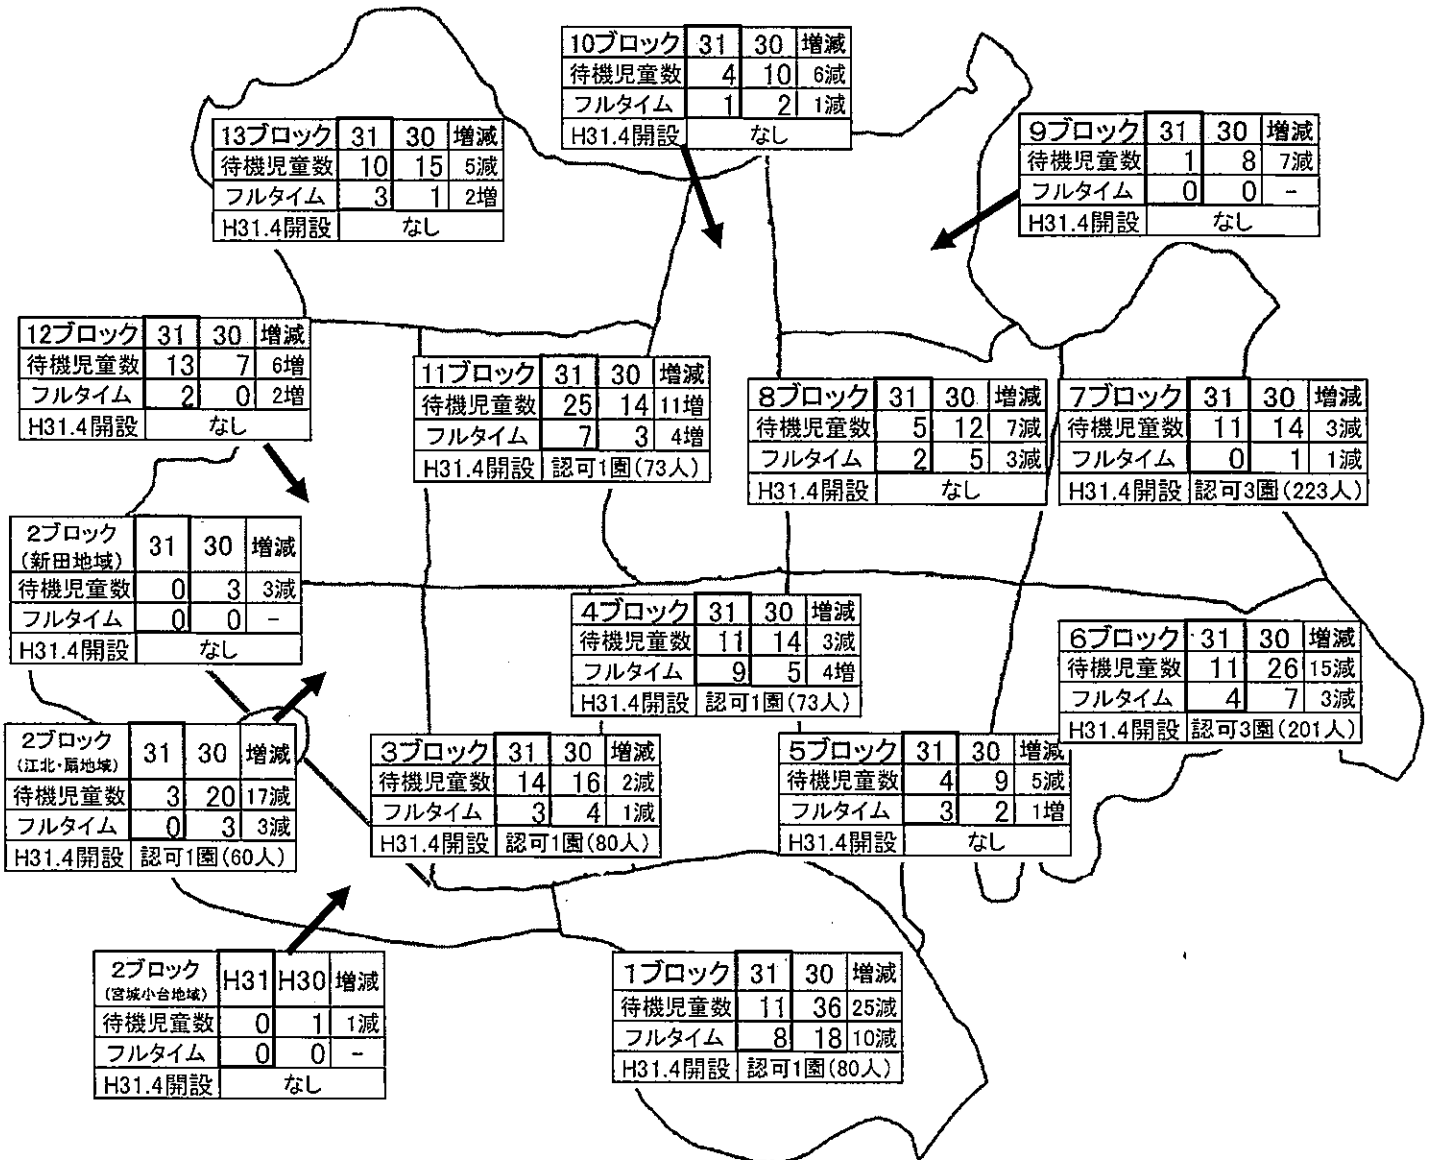 10ブロック 31 30 増減
待機児童数 4 10 6減
フルタイム 1 2 1減
H31.4開設 なし
13ブロック 31 30 増減
待機児童数 10 15 5減
フルタイム 3 1 2増
H31.4開設 なし
9ブロック 31 30 増減
待機児童数 1 8 7減
フルタイム 0 0 -
H31.4開設 なし
12ブロック 31 30 増減
待機児童数 13 7 6増
フルタイム 2 0 2増
H31.4開設 なし
11ブロック 31 30 増減
待機児童数 25 14 11増
フルタイム 7 3 4増
H31.4開設 認可1園(73人)
8ブロック 31 30 増減
待機児童数 5 12 7減
フルタイム 2 5 3減
H31.4開設 なし
7ブロック 31 30 増減
待機児童数 11 14 3減
フルタイム 0 1 1減
H31.4開設 認可3園(223人)
2ブロック
(新田地域) 31 30 増減
待機児童数 0 3 3減
フルタイム 0 0 -
H31.4開設 なし
4ブロック 31 30 増減
待機児童数 11 14 3減
フルタイム 9 5 4増
H31.4開設 認可1園(73人)
6ブロック 31 30 増減
待機児童数 11 26 15減
フルタイム 4 7 3減
H31.4開設 認可3園(201人)
2ブロック
(江北・扇地域) 31 30 増減
待機児童数 3 20 17減
フルタイム 0 3 3減
H31.4開設 認可1園(60人)
3ブロック 31 30 増減
待機児童数 14 16 2減
フルタイム 3 4 1減
H31.4開設 認可1園(80人)
5ブロック 31 30 増減
待機児童数 4 9 5減
フルタイム 3 2 1増
H31.4開設 なし
2ブロック
(宮城小台地域) H31 H30 増減
待機児童数 0 1 1減
フルタイム 0 0 -
H31.4開設 なし
1ブロック 31 30 増減
待機児童数 11 36 25減
フルタイム 8 18 10減
H31.4開設 認可1園(80人)